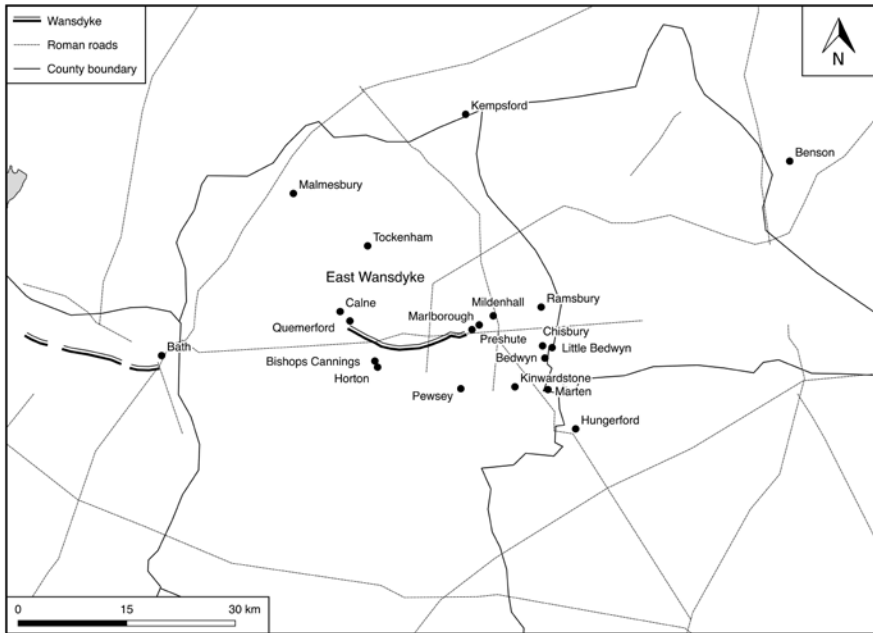 Wansdyke
Roman roads
County boundary
N
Kempsford
Benson
Malmesbury
Tockenham
East Wansdyke
Calne
Mildenhall
Ramsbury
Quemerford
Marlborough
Preshute
Chisbury
Bath
Bishops Cannings
Bedwyn
Little Bedwyn
Horton
Kinwardstone
Pewsey
Marten
Hungerford
0 15 30 km